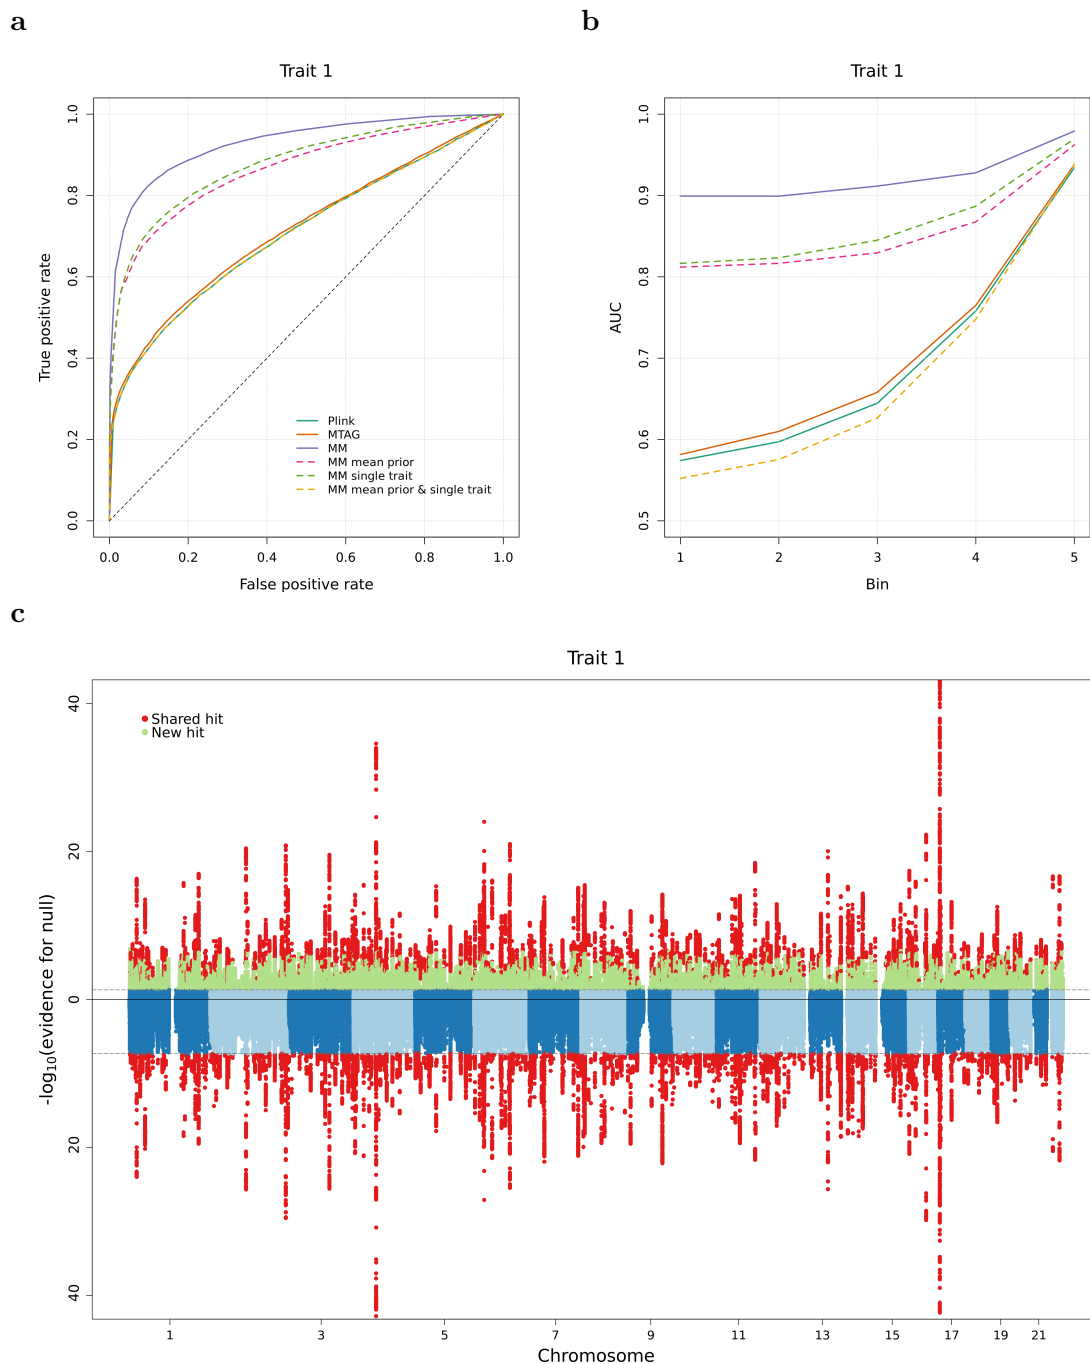 a
Trait 1
True positive rate
1.0
0.8
0.6
0.4
0.2
0.0
Plink
MTAG
MM
MM mean prior
MM single trait
MM mean prior & single trait
0.0 0.2 0.4 0.6 0.8 1.0
False positive rate
b
Trait 1
AUC
1.0
0.9
0.8
0.7
0.6
0.5
1 2 3 4 5
Bin
c
Trait 1
-log10(evidence for null)
40
20
0
20
40
Shared hit
New hit
1 3 5 7 9 11 13 15 17 19 21
Chromosome